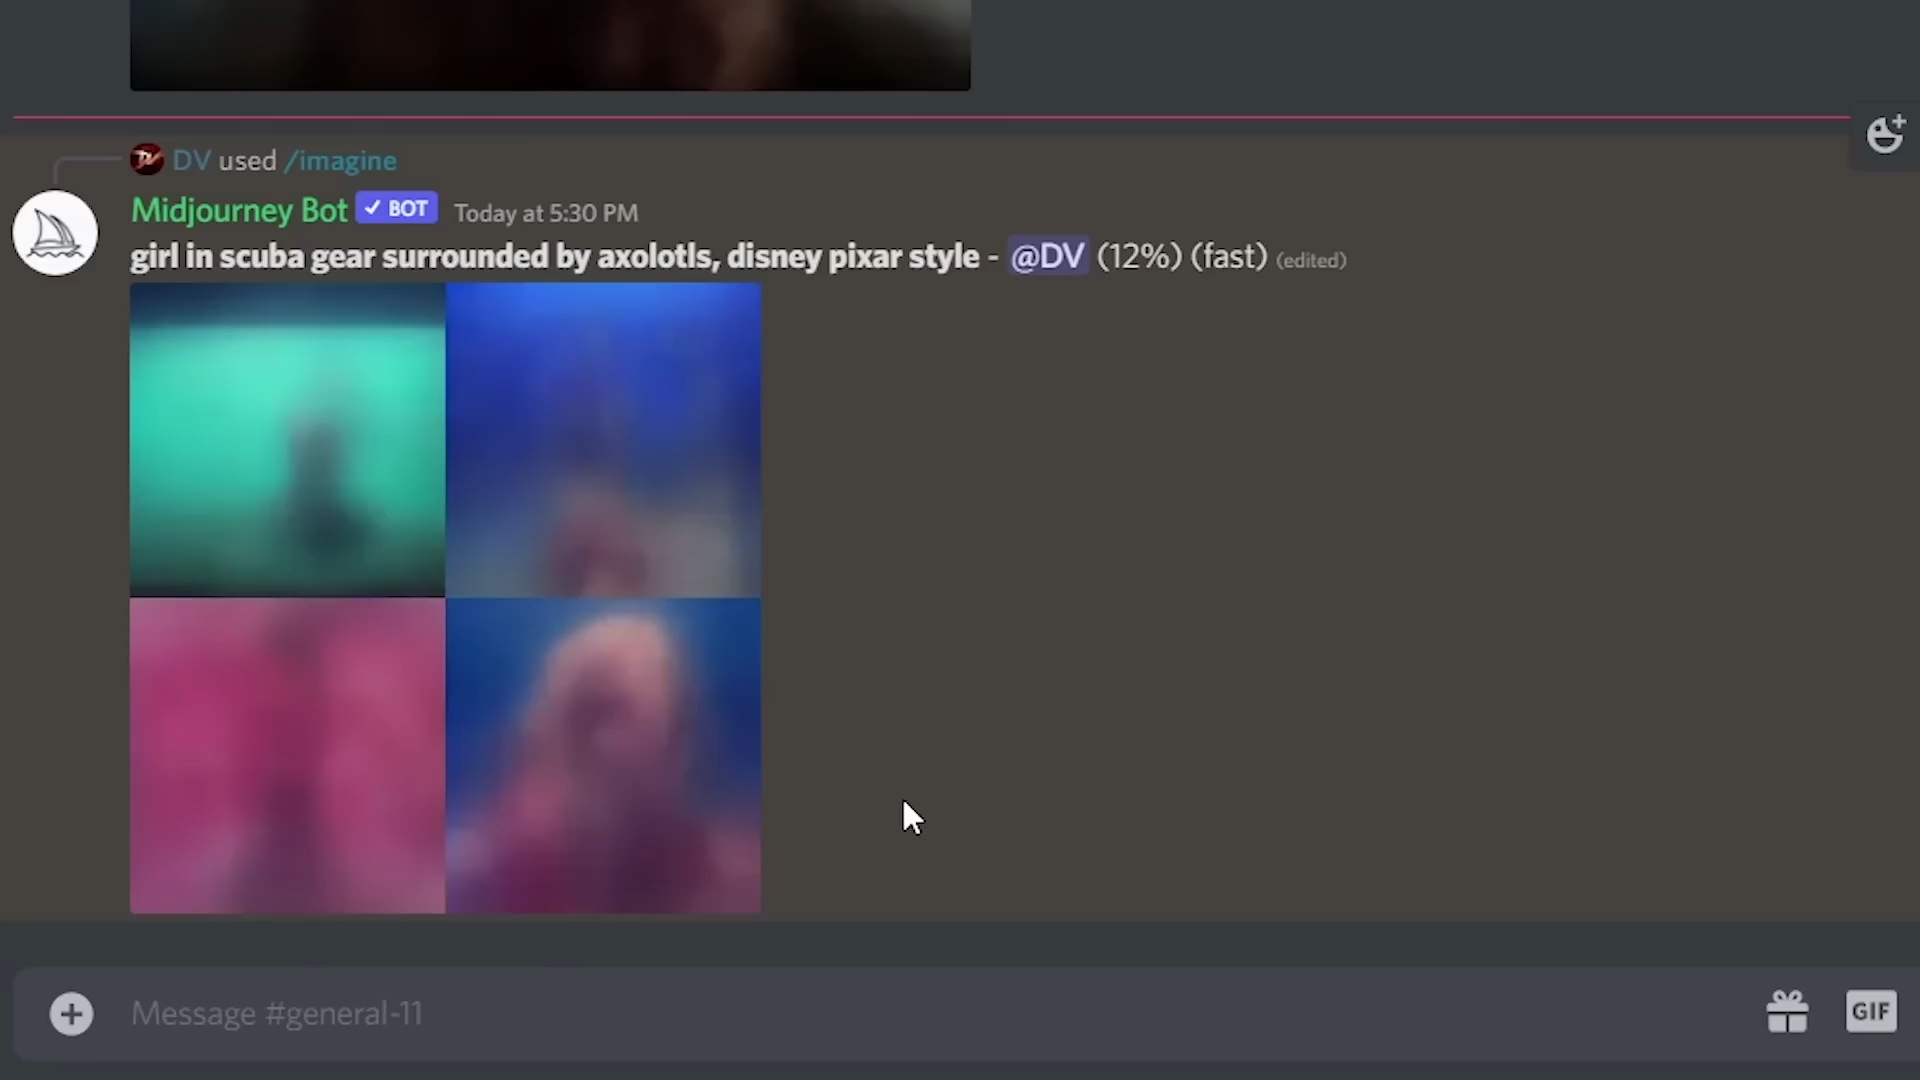 DV used /imagine
Midjourney Bot ✓ BOT Today at 5:30 PM
girl in scuba gear surrounded by axolotls, disney pixar style - @DV (12%) (fast) (edited)
Message #general-11
GIF